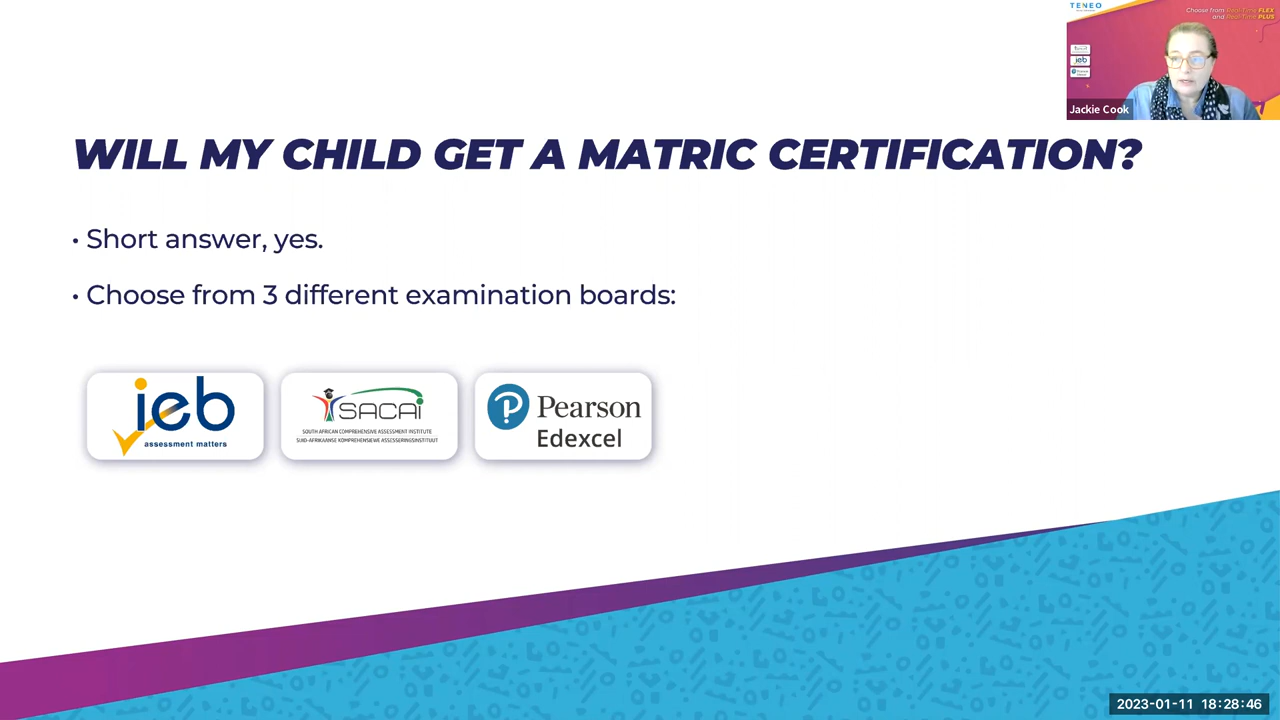 TENEO
Choose from Real-Time FLEX
and Real-Time PLUS
ieb
Pearson
Jackie Cook
WILL MY CHILD GET A MATRIC CERTIFICATION?
• Short answer, yes.
• Choose from 3 different examination boards:
ieb
assessment matters
SACAI
SOUTH AFRICAN COMPREHENSIVE ASSESSMENT INSTITUTE
SUID-AFRIKAANSE KOMPREHENSIEWE ASSESSERINGSINSTITUUT
Pearson
Edexcel
2023-01-11 18:28:46